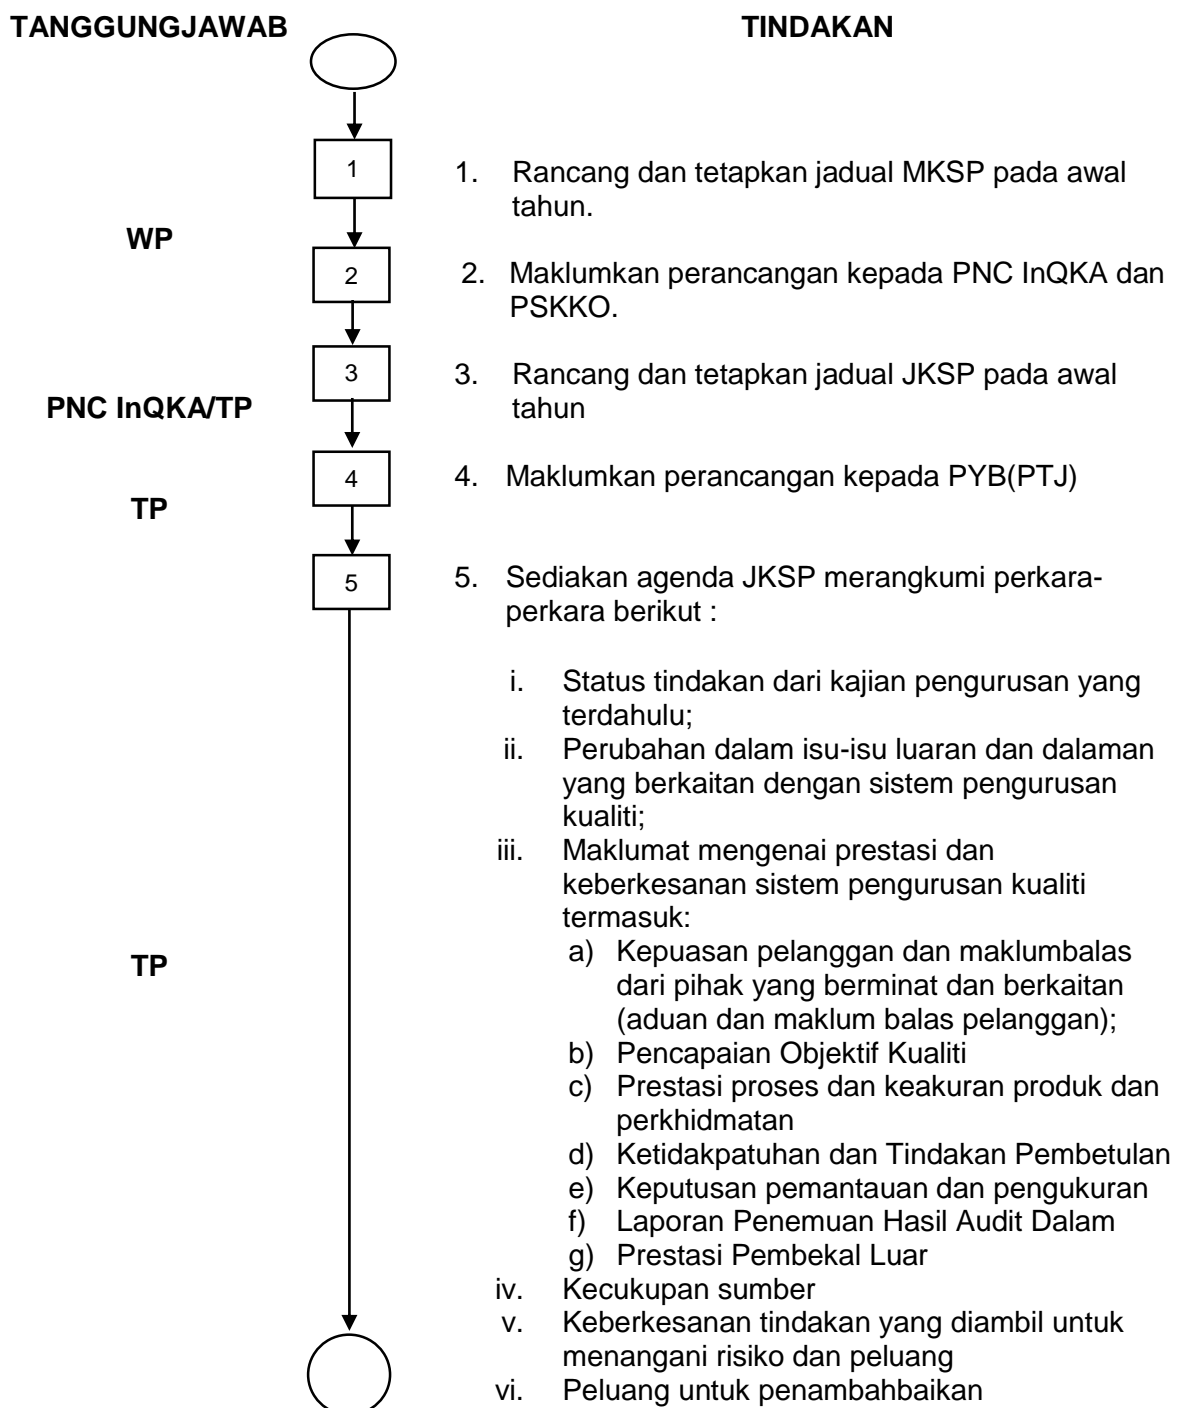 TANGGUNGJAWAB TINDAKAN
1 1. Rancang dan tetapkan jadual MKSP pada awal
tahun.
WP
2 2. Maklumkan perancangan kepada PNC InQKA dan
PSKKO.
3 3. Rancang dan tetapkan jadual JKSP pada awal
PNC InQKA/TP tahun
4 4. Maklumkan perancangan kepada PYB(PTJ)
TP
5 5. Sediakan agenda JKSP merangkumi perkara-
perkara berikut :
i. Status tindakan dari kajian pengurusan yang
terdahulu;
ii. Perubahan dalam isu-isu luaran dan dalaman
yang berkaitan dengan sistem pengurusan
kualiti;
iii. Maklumat mengenai prestasi dan
keberkesanan sistem pengurusan kualiti
termasuk:
a) Kepuasan pelanggan dan maklumbalas
TP dari pihak yang berminat dan berkaitan
(aduan dan maklum balas pelanggan);
b) Pencapaian Objektif Kualiti
c) Prestasi proses dan keakuran produk dan
perkhidmatan
d) Ketidakpatuhan dan Tindakan Pembetulan
e) Keputusan pemantauan dan pengukuran
f) Laporan Penemuan Hasil Audit Dalam
g) Prestasi Pembekal Luar
iv. Kecukupan sumber
v. Keberkesanan tindakan yang diambil untuk
menangani risiko dan peluang
vi. Peluang untuk penambahbaikan